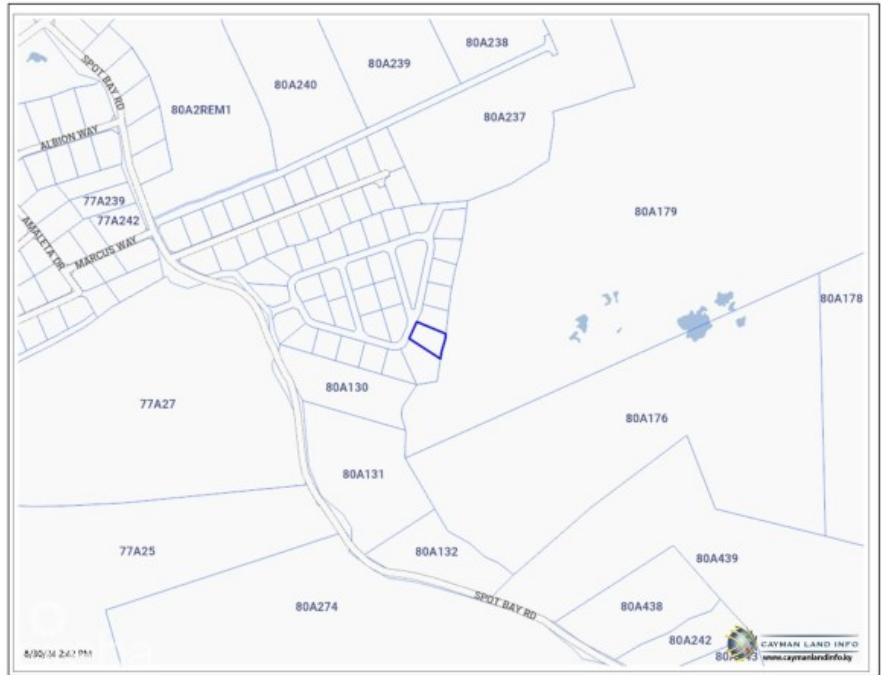 80A238
80A239
80A240
80A2REM1
80A237
SPOT BAY RD
ALBION WAY
77A239
77A242
AMALETA DR
MARCUS WAY
80A179
80A178
80A130
77A27
80A176
80A131
77A25
80A132
80A439
80A274
SPOT BAY RD
80A438
80A242
CAYMAN LAND INFO
www.caymanlandinfo.ky